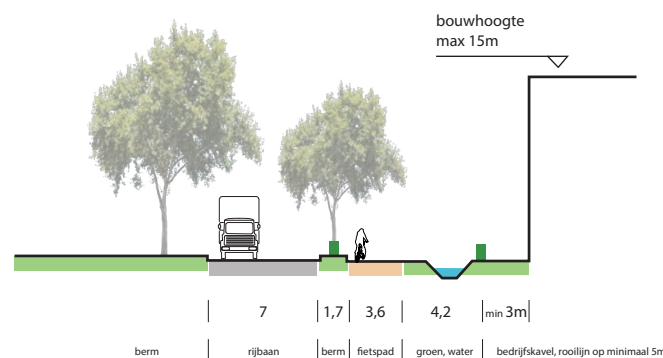 bouwhoogte
max 15m
7 1,7 3,6 4,2 min 3m
berm rijbaan berm fietspad groen, water bedrijfskavel, rooilijn op minimaal 5m